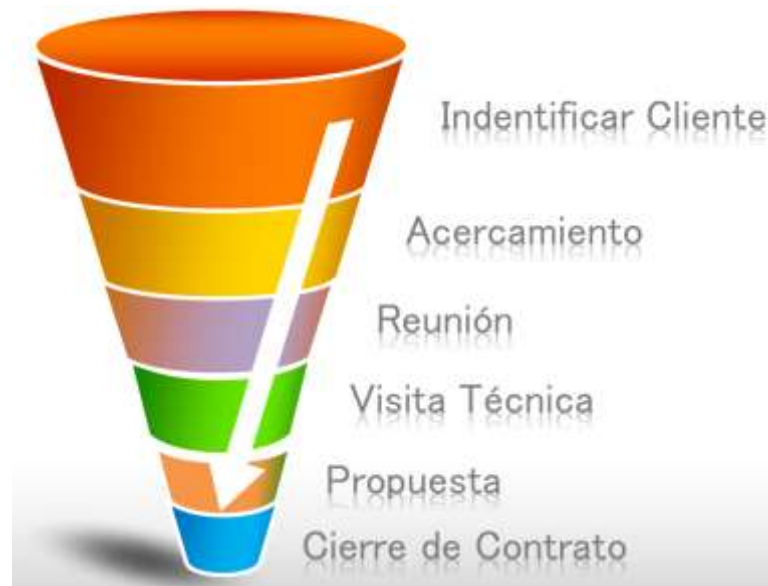 Indentificar Cliente
Acercamiento
Reunión
Visita Técnica
Propuesta
Cierre de Contrato